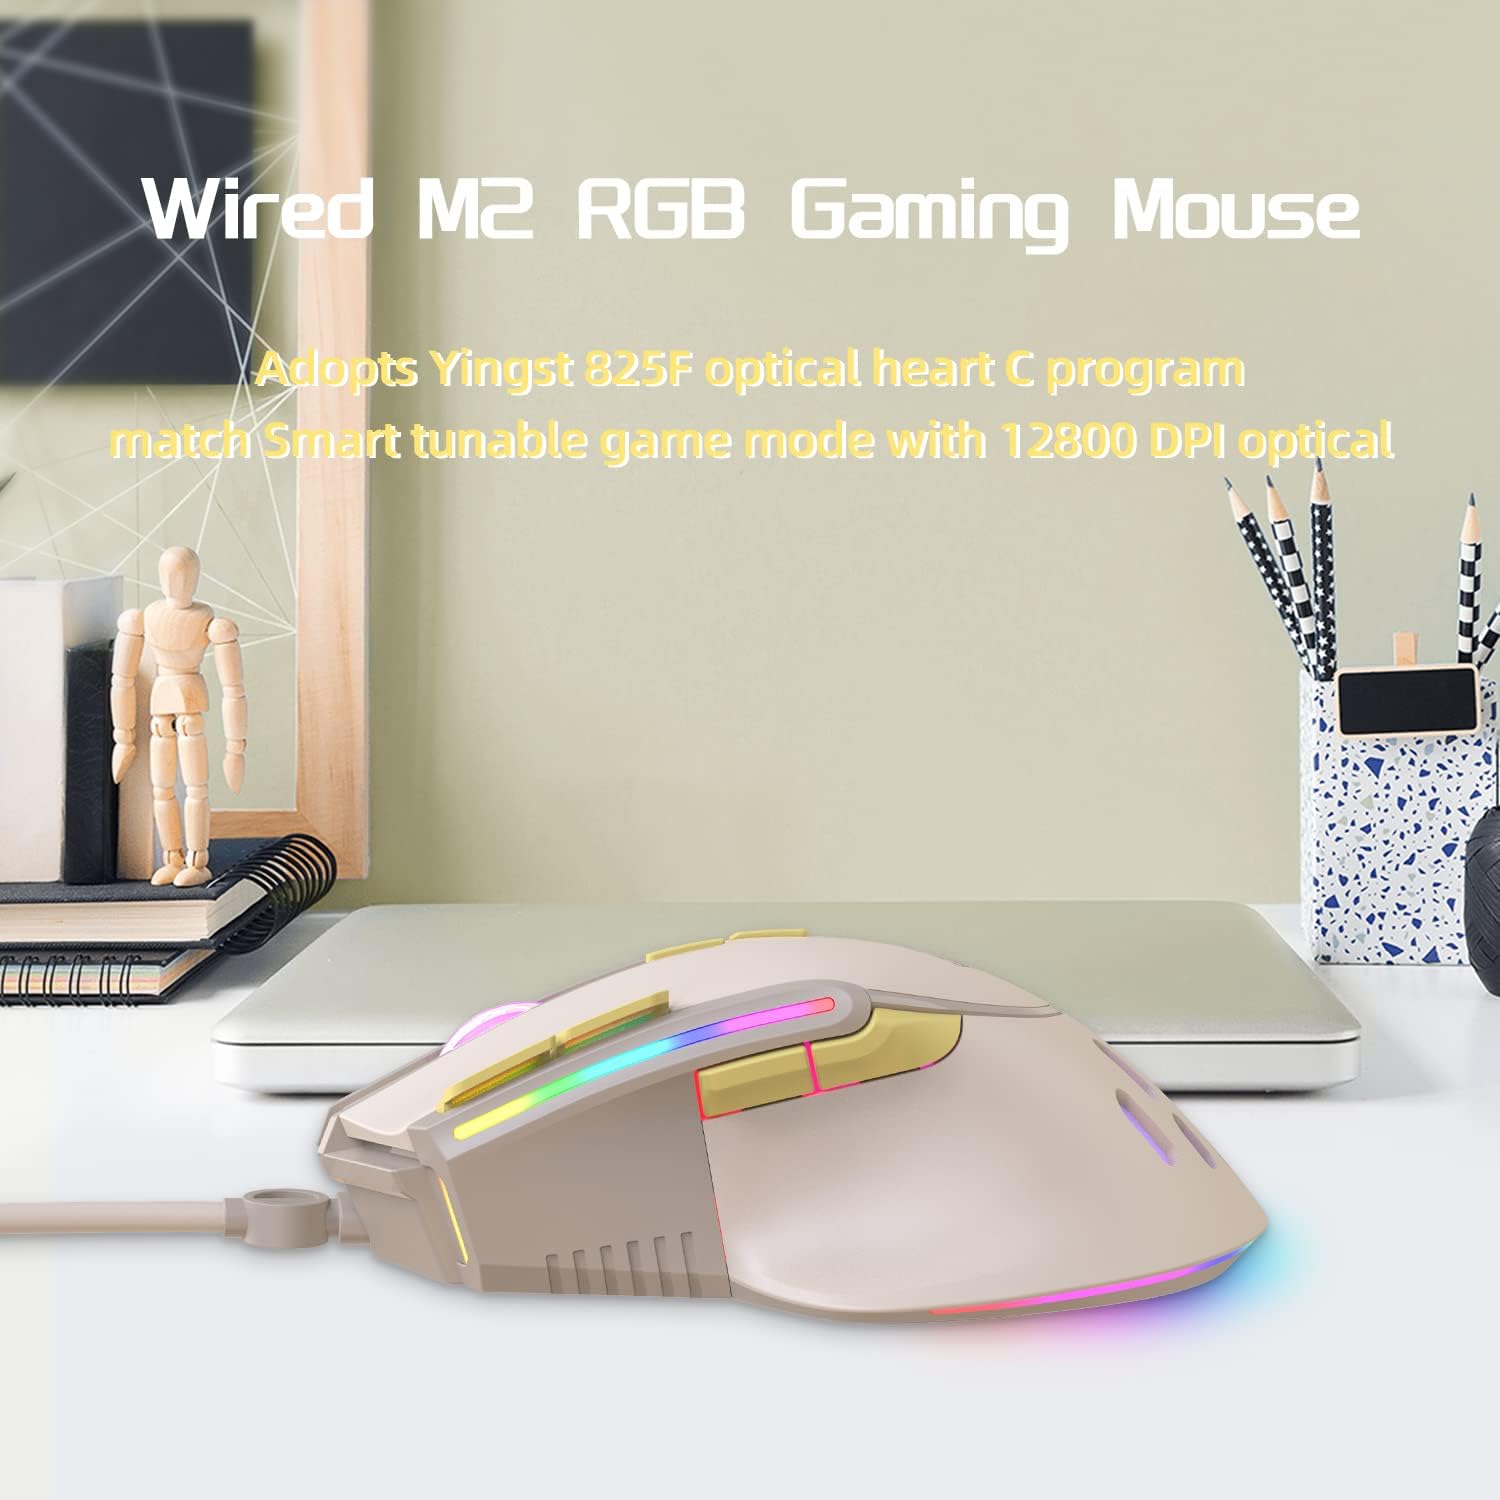 Wired M2 RGB Gaming Mouse
Adopts Yingst 825F optical heart C program
match Smart tunable game mode with 12800 DPI optical